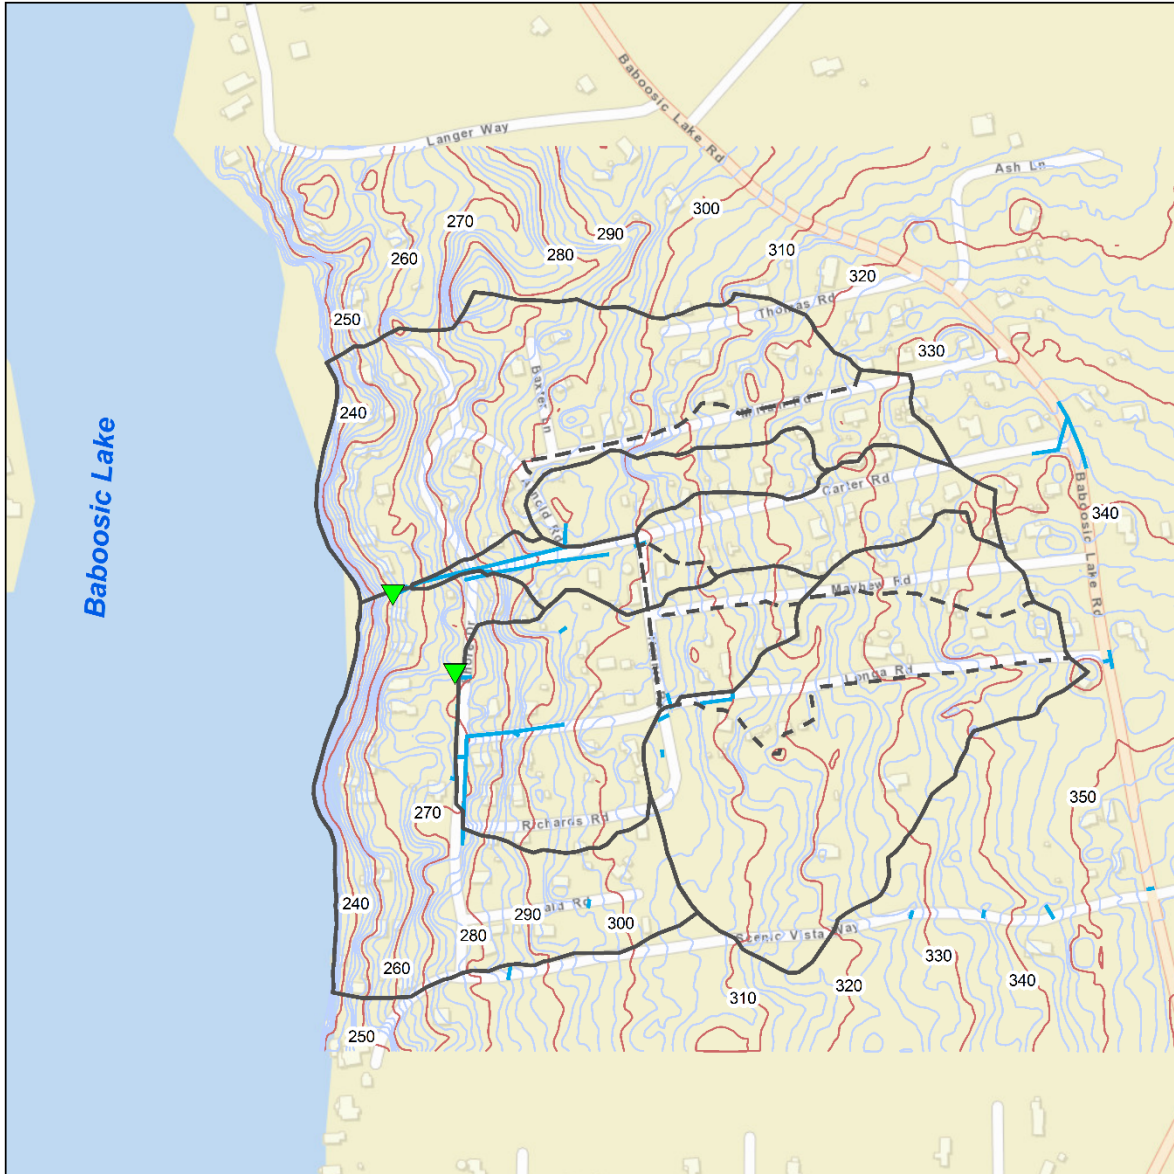 Baboosic Lake Rd
Langer Way
Ash Ln
300
270
290
310
280
260
320
Thomas Rd
250
330
240
Baxter Ln
Baboosic Lake
Carter Rd
Arnold Rd
340
Baboosic Lake Rd
Mayhew Rd
Longa Rd
350
270
Richards Rd
240
290
300
280
Scenic Vista Way
330
260
340
320
310
250